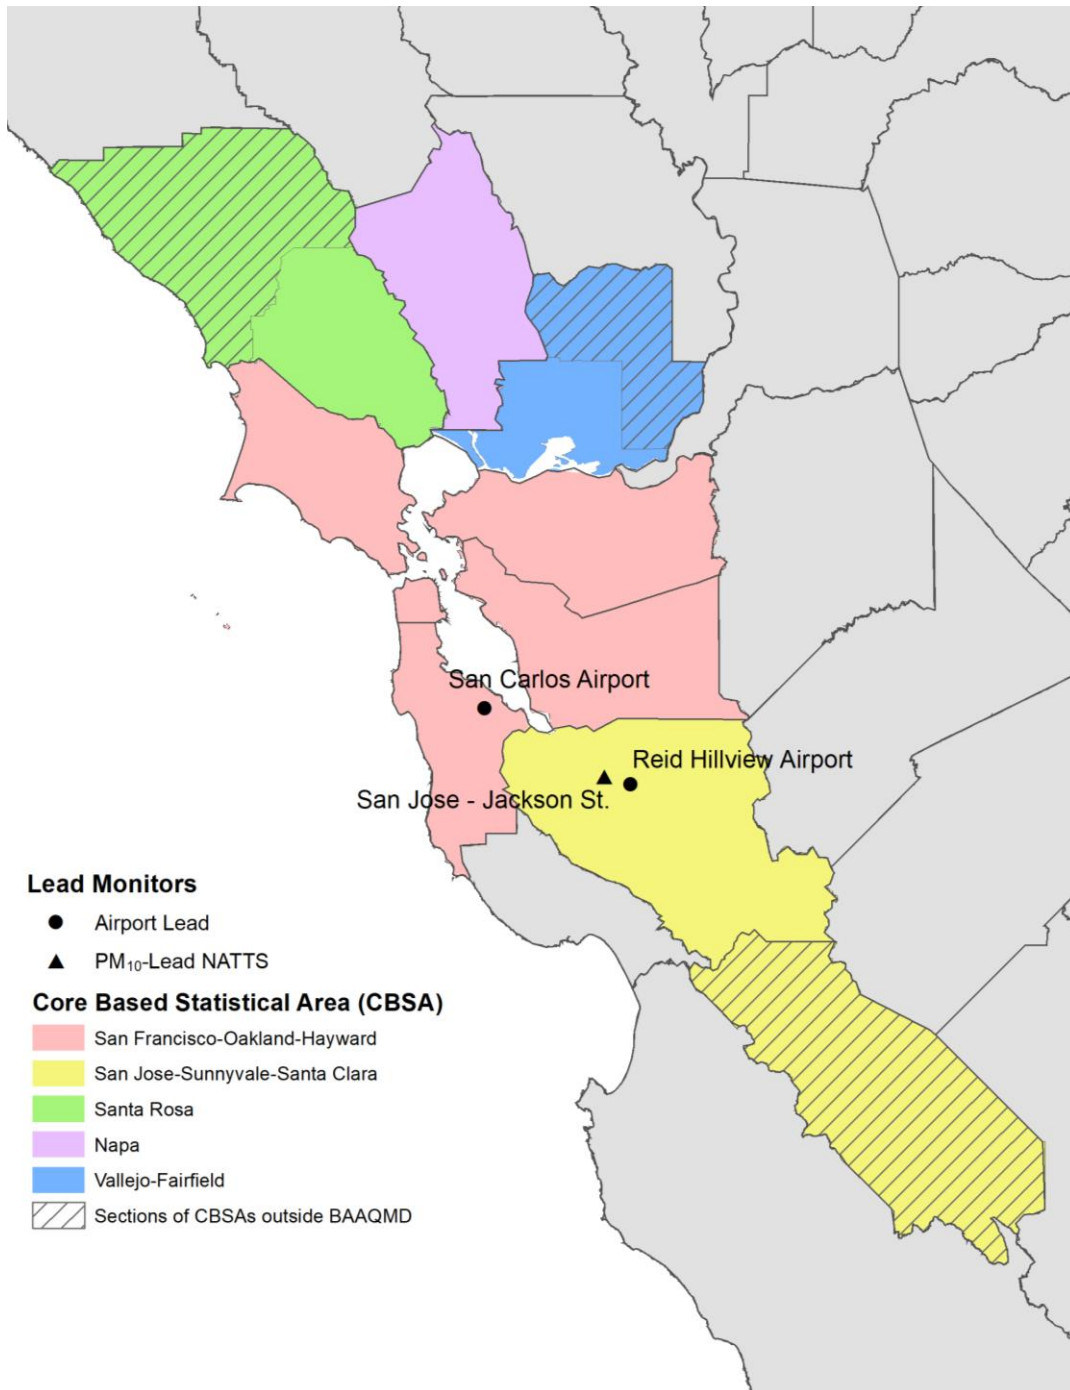 San Carlos Airport
Reid Hillview Airport
San Jose - Jackson St.
Lead Monitors
Airport Lead
PM₁₀-Lead NATTS
Core Based Statistical Area (CBSA)
San Francisco-Oakland-Hayward
San Jose-Sunnyvale-Santa Clara
Santa Rosa
Napa
Vallejo-Fairfield
Sections of CBSAs outside BAAQMD